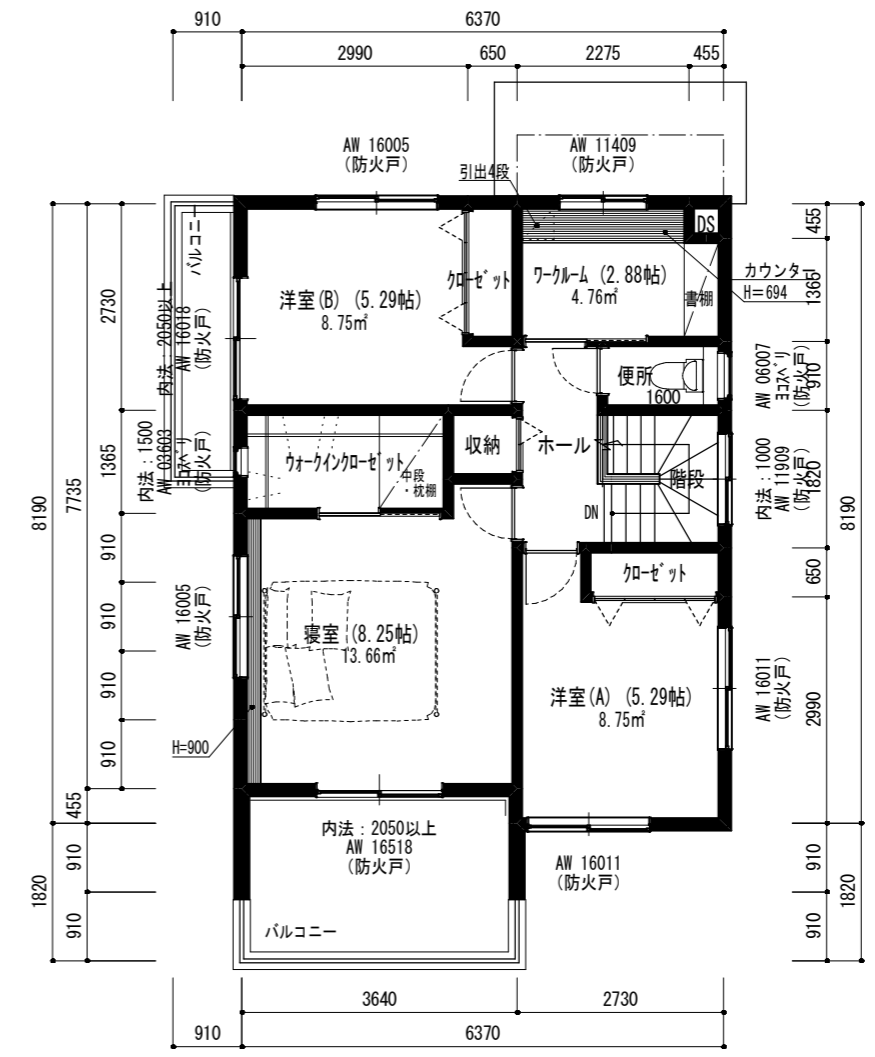 910
6370
2990
650
2275
455
AW 16005
(防火戸)
AW 11409
(防火戸)
引出4段
DS
バルコニー
洋室(B) (5.29帖)
8.75㎡
クローゼット
ワークルーム (2.88帖)
4.76㎡
書棚
カウンター
H=694
455
1365
910
1820
650
2990
8190
910
910
1820
2730
1365
910
910
910
910
455
7735
8190
910
910
1820
内法：2050以上
AW 16018
(防火戸)
内法：1500
AW 03603
ヨコスベリ
(防火戸)
便所
1600
AW 06007
ヨコスベリ
(防火戸)
ウォークインクローゼット
中段
・枕棚
収納
ホール
階段
DN
内法：1000
AW 11909
(防火戸)
クローゼット
AW 16005
(防火戸)
寝室 (8.25帖)
13.66㎡
洋室(A) (5.29帖)
8.75㎡
AW 16011
(防火戸)
H=900
内法：2050以上
AW 16518
(防火戸)
AW 16011
(防火戸)
バルコニー
3640
2730
910
6370